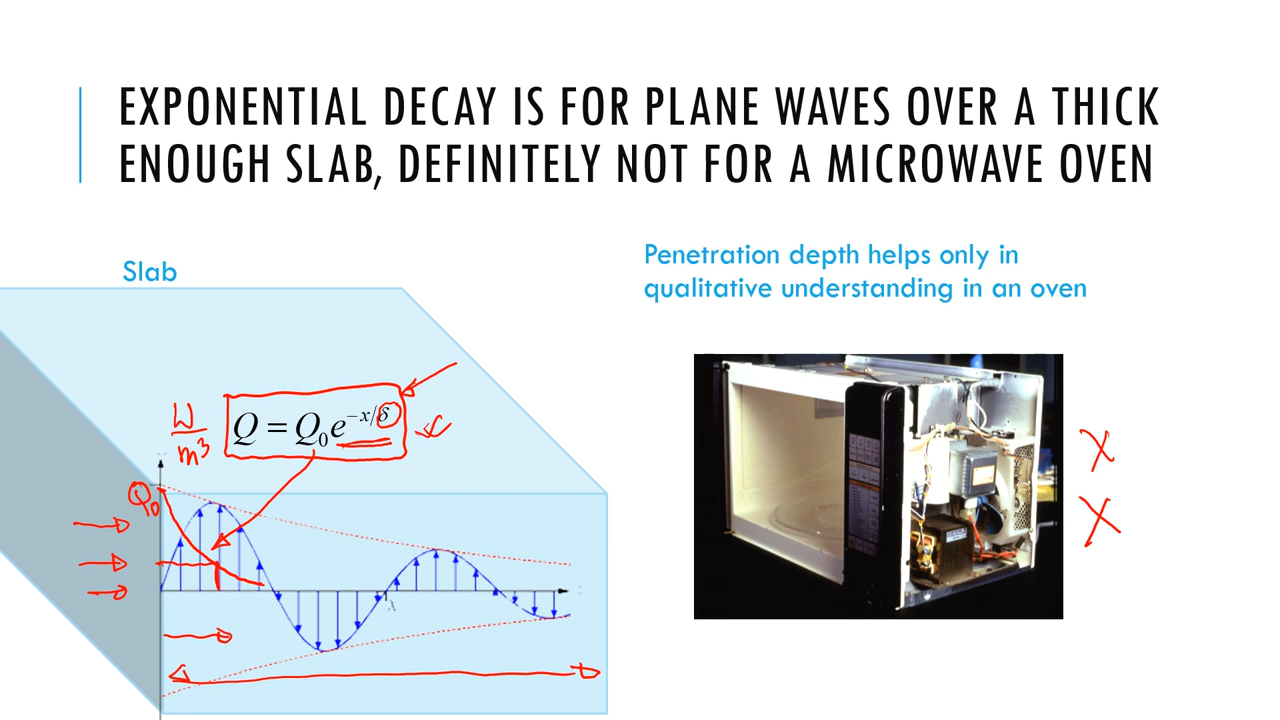 EXPONENTIAL DECAY IS FOR PLANE WAVES OVER A THICK
ENOUGH SLAB, DEFINITELY NOT FOR A MICROWAVE OVEN
Slab
W/m³
Q = Q₀e^(−x/δ)
Q₀
λ
Penetration depth helps only in
qualitative understanding in an oven
X
X